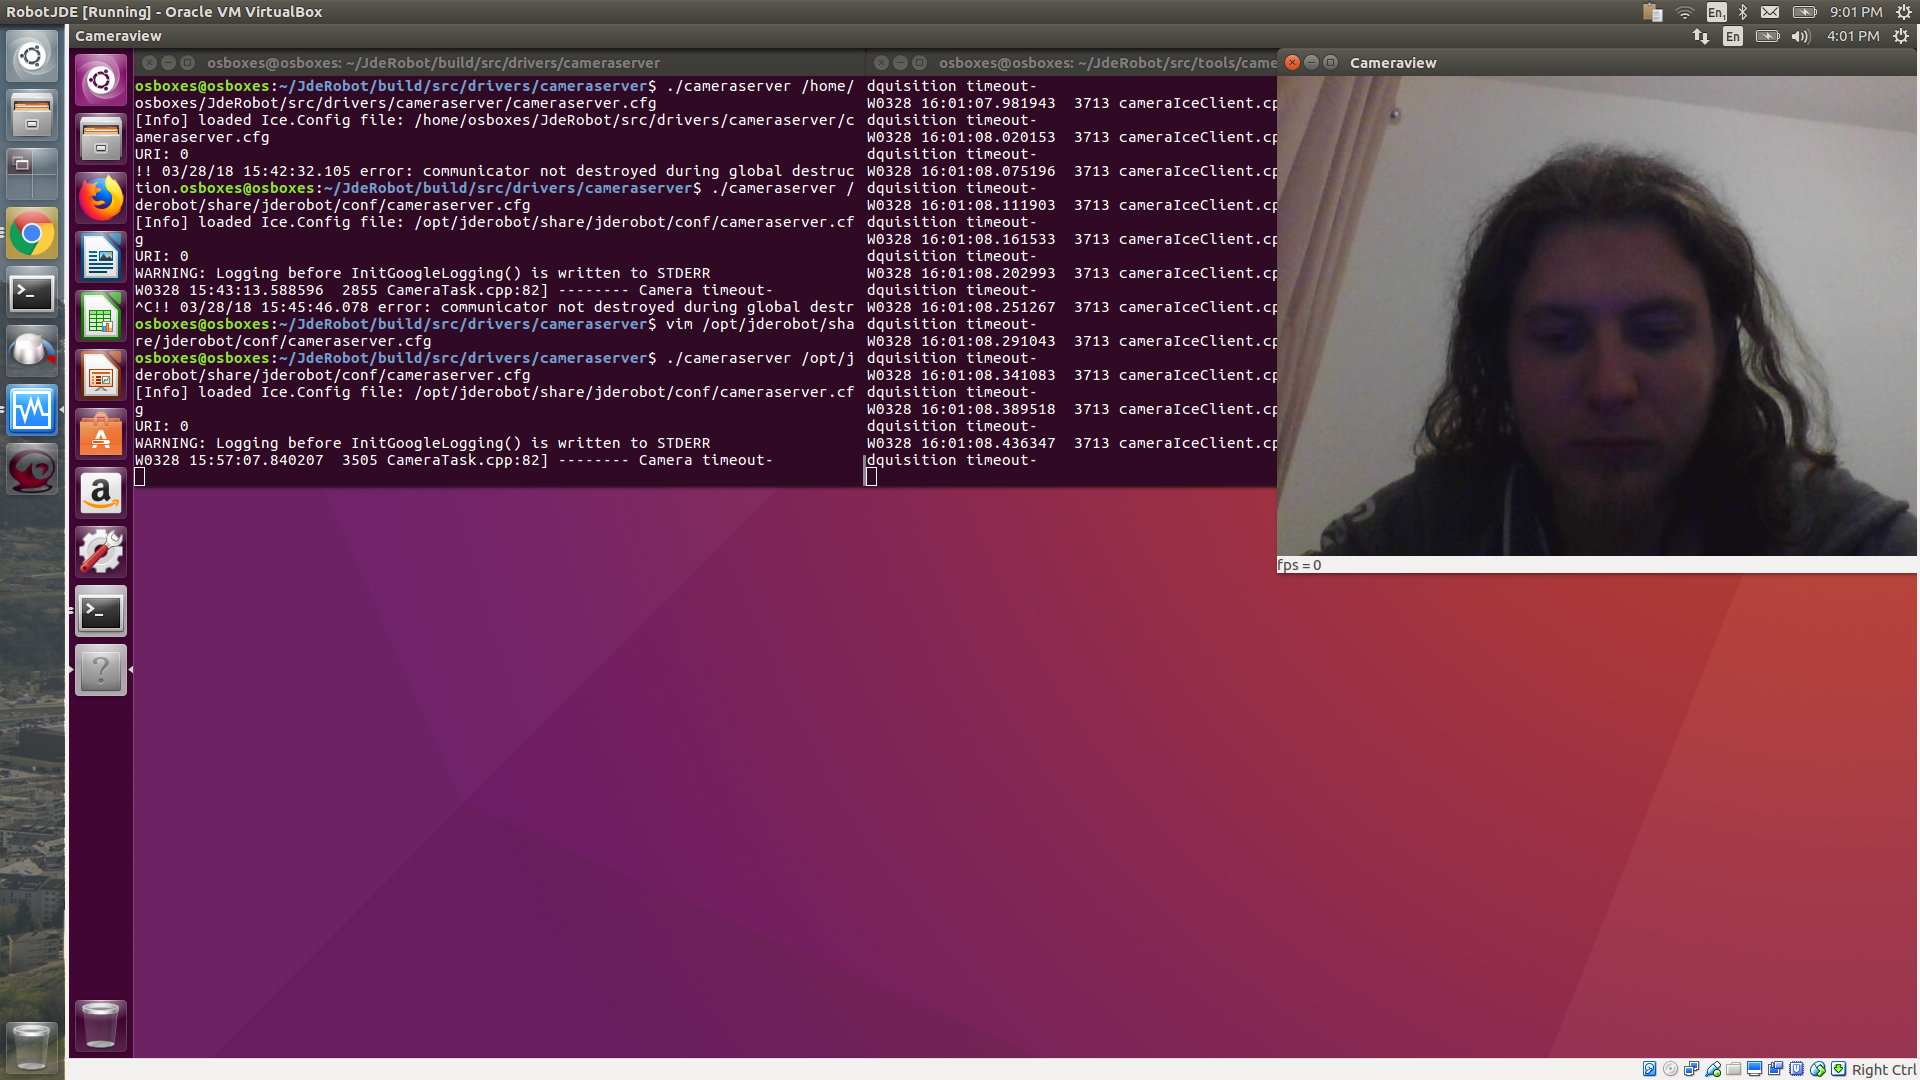 RobotJDE [Running] - Oracle VM VirtualBox
En1
9:01 PM
Cameraview
En
4:01 PM
osboxes@osboxes: ~/JdeRobot/build/src/drivers/cameraserver
osboxes@osboxes:~/JdeRobot/build/src/drivers/cameraserver$ ./cameraserver /home/
osboxes/JdeRobot/src/drivers/cameraserver/cameraserver.cfg
[Info] loaded Ice.Config file: /home/osboxes/JdeRobot/src/drivers/cameraserver/c
ameraserver.cfg
URI: 0
!! 03/28/18 15:42:32.105 error: communicator not destroyed during global destruc
tion.osboxes@osboxes:~/JdeRobot/build/src/drivers/cameraserver$ ./cameraserver /
derobot/share/jderobot/conf/cameraserver.cfg
[Info] loaded Ice.Config file: /opt/jderobot/share/jderobot/conf/cameraserver.cf
g
URI: 0
WARNING: Logging before InitGoogleLogging() is written to STDERR
W0328 15:43:13.588596  2855 CameraTask.cpp:82] -------- Camera timeout-
^C!! 03/28/18 15:45:46.078 error: communicator not destroyed during global destr
osboxes@osboxes:~/JdeRobot/build/src/drivers/cameraserver$ vim /opt/jderobot/sha
re/jderobot/conf/cameraserver.cfg
osboxes@osboxes:~/JdeRobot/build/src/drivers/cameraserver$ ./cameraserver /opt/j
derobot/share/jderobot/conf/cameraserver.cfg
[Info] loaded Ice.Config file: /opt/jderobot/share/jderobot/conf/cameraserver.cf
g
URI: 0
WARNING: Logging before InitGoogleLogging() is written to STDERR
W0328 15:57:07.840207  3505 CameraTask.cpp:82] -------- Camera timeout-
osboxes@osboxes: ~/JdeRobot/src/tools/came
dquisition timeout-
W0328 16:01:07.981943  3713 cameraIceClient.cp
dquisition timeout-
W0328 16:01:08.020153  3713 cameraIceClient.cp
dquisition timeout-
W0328 16:01:08.075196  3713 cameraIceClient.cp
dquisition timeout-
W0328 16:01:08.111903  3713 cameraIceClient.cp
dquisition timeout-
W0328 16:01:08.161533  3713 cameraIceClient.cp
dquisition timeout-
W0328 16:01:08.202993  3713 cameraIceClient.cp
dquisition timeout-
W0328 16:01:08.251267  3713 cameraIceClient.cp
dquisition timeout-
W0328 16:01:08.291043  3713 cameraIceClient.cp
dquisition timeout-
W0328 16:01:08.341083  3713 cameraIceClient.cp
dquisition timeout-
W0328 16:01:08.389518  3713 cameraIceClient.cp
dquisition timeout-
W0328 16:01:08.436347  3713 cameraIceClient.cp
dquisition timeout-
Cameraview
fps = 0
Right Ctrl